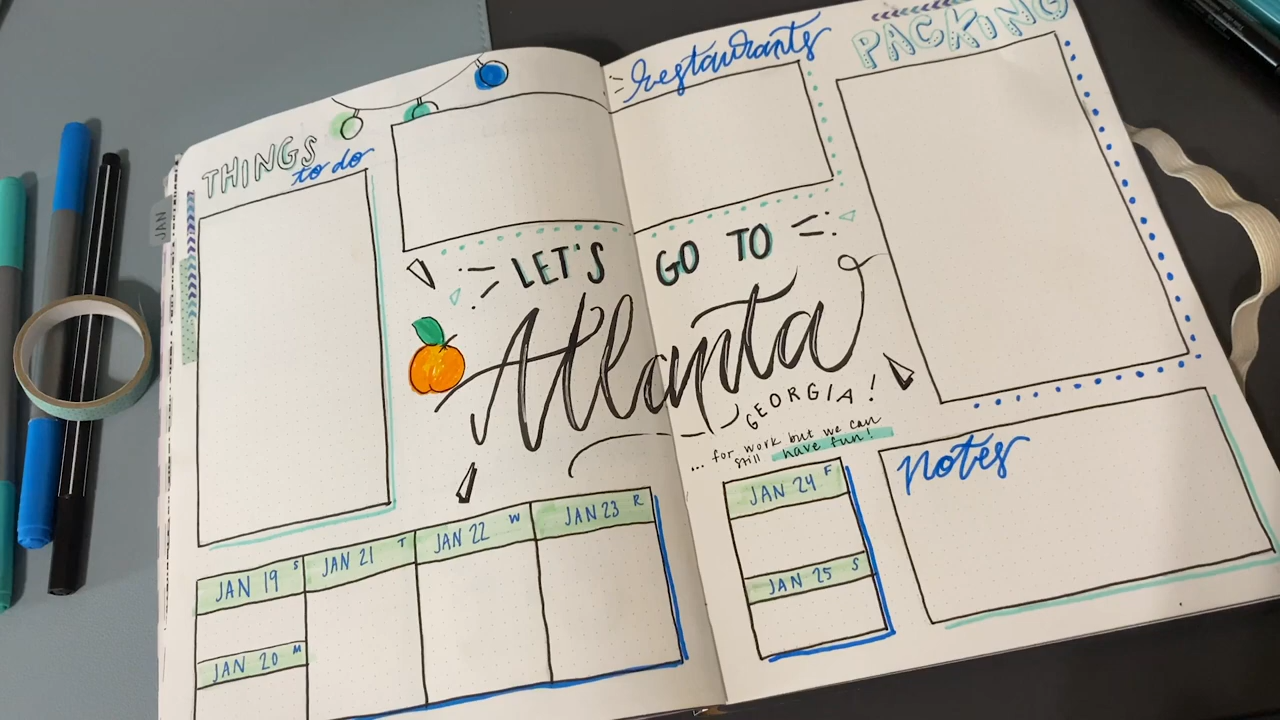 JAN
THINGS
to do
restaurants
PACKING
LET'S GO TO
Atlanta
GEORGIA!
... for work but we can
still have fun!
JAN 19 S
JAN 20 M
JAN 21 T
JAN 22 W
JAN 23 R
JAN 24 F
JAN 25 S
notes